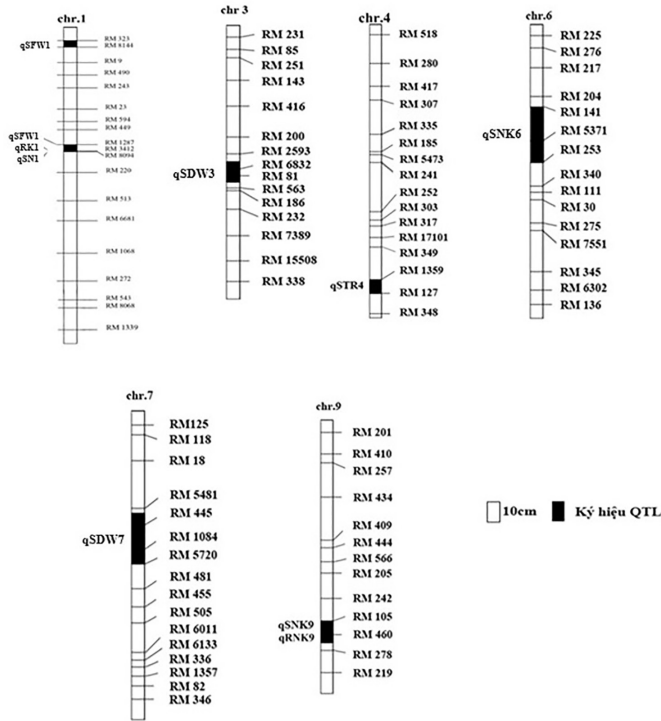 chr.1
RM 323
qSFW1
RM 8144
RM 9
RM 490
RM 243
RM 23
RM 594
RM 449
qSFW1
RM 1287
qRK1
RM 3412
qSN1
RM 8094
RM 220
RM 513
RM 6681
RM 1068
RM 272
RM 543
RM 8068
RM 1339
chr 3
RM 231
RM 85
RM 251
RM 143
RM 416
RM 200
RM 2593
RM 6832
qSDW3
RM 81
RM 563
RM 186
RM 232
RM 7389
RM 15508
RM 338
chr.4
RM 518
RM 280
RM 417
RM 307
RM 335
RM 185
RM 5473
RM 241
RM 252
RM 303
RM 317
RM 17101
RM 349
RM 1359
qSTR4
RM 127
RM 348
chr.6
RM 225
RM 276
RM 217
RM 204
RM 141
qSNK6
RM 5371
RM 253
RM 340
RM 111
RM 30
RM 275
RM 7551
RM 345
RM 6302
RM 136
chr.7
RM125
RM 118
RM 18
RM 5481
RM 445
qSDW7
RM 1084
RM 5720
RM 481
RM 455
RM 505
RM 6011
RM 6133
RM 336
RM 1357
RM 82
RM 346
chr.9
RM 201
RM 410
RM 257
RM 434
RM 409
RM 444
RM 566
RM 205
RM 242
RM 105
qSNK9
RM 460
qRNK9
RM 278
RM 219
10cm
Ký hiệu QTL